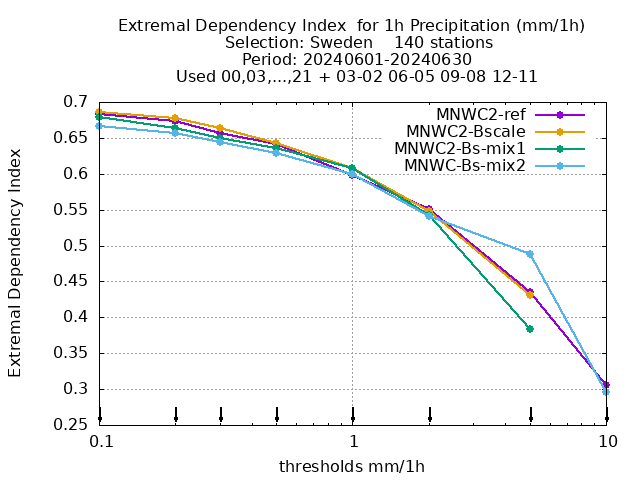 Extremal Dependency Index  for 1h Precipitation (mm/1h)
Selection: Sweden    140 stations
Period: 20240601-20240630
Used 00,03,...,21 + 03-02 06-05 09-08 12-11
MNWC2-ref
MNWC2-Bscale
MNWC2-Bs-mix1
MNWC-Bs-mix2
Extremal Dependency Index
0.7
0.65
0.6
0.55
0.5
0.45
0.4
0.35
0.3
0.25
0.1
1
10
thresholds mm/1h